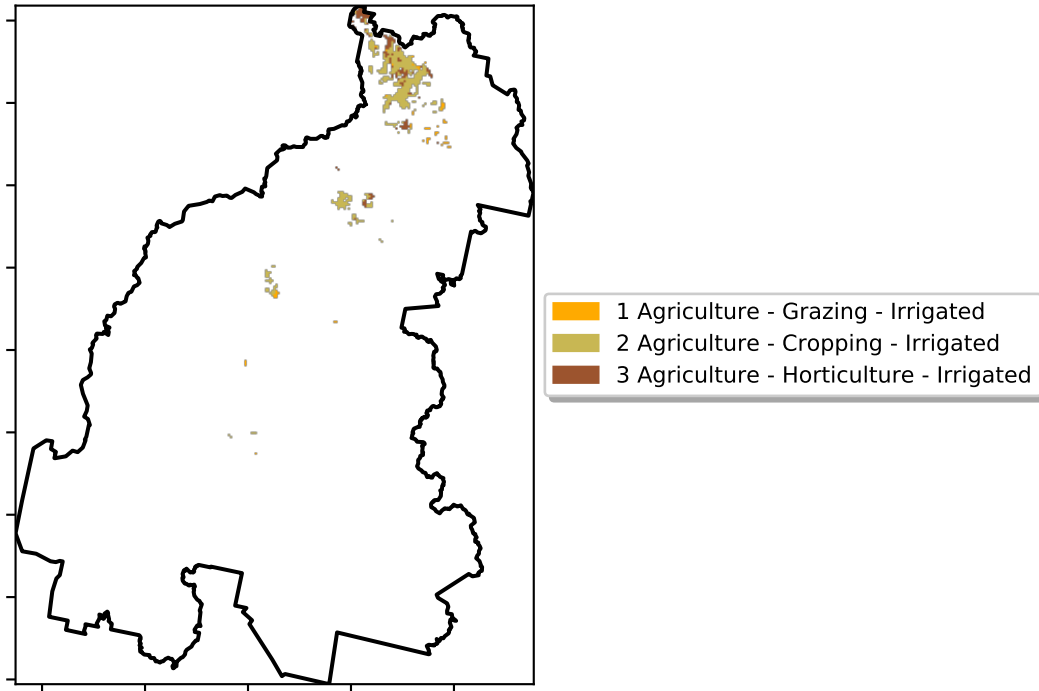 1 Agriculture - Grazing - Irrigated
2 Agriculture - Cropping - Irrigated
3 Agriculture - Horticulture - Irrigated